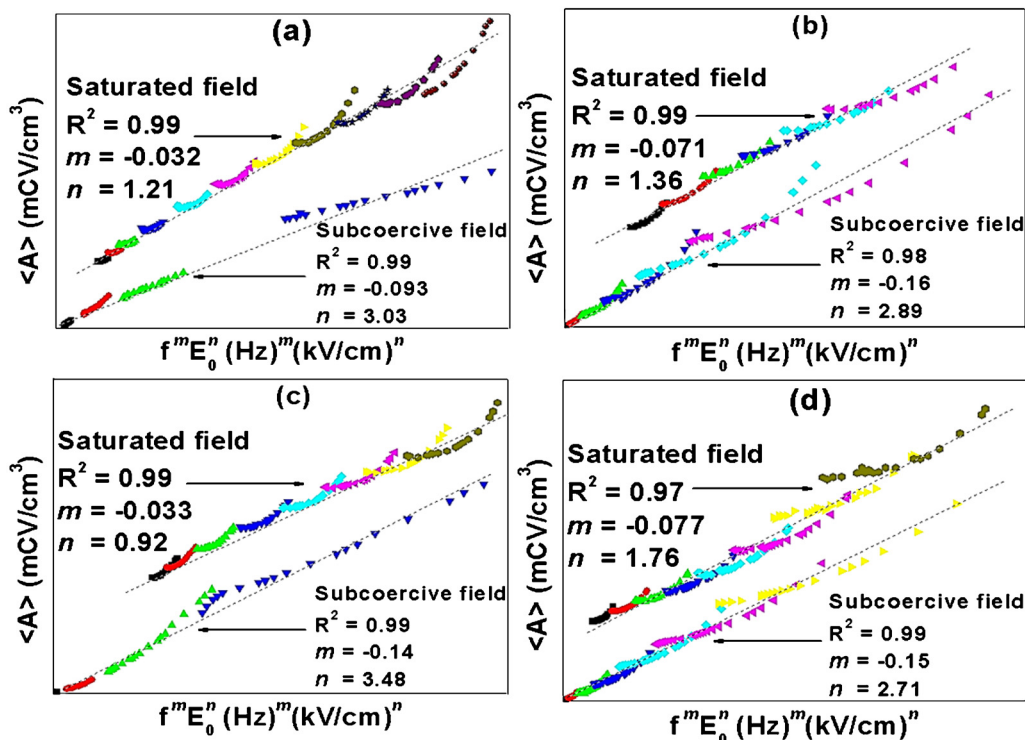 (a)
Saturated field
R² = 0.99
m = -0.032
n = 1.21
Subcoercive field
R² = 0.99
m = -0.093
n = 3.03
<A> (mCV/cm³)
fᵐE₀ⁿ (Hz)ᵐ(kV/cm)ⁿ
(b)
Saturated field
R² = 0.99
m = -0.071
n = 1.36
Subcoercive field
R² = 0.98
m = -0.16
n = 2.89
<A> (mCV/cm³)
fᵐE₀ⁿ (Hz)ᵐ(kV/cm)ⁿ
(c)
Saturated field
R² = 0.99
m = -0.033
n = 0.92
Subcoercive field
R² = 0.99
m = -0.14
n = 3.48
<A> (mCV/cm³)
fᵐE₀ⁿ (Hz)ᵐ(kV/cm)ⁿ
(d)
Saturated field
R² = 0.97
m = -0.077
n = 1.76
Subcoercive field
R² = 0.99
m = -0.15
n = 2.71
<A> (mCV/cm³)
fᵐE₀ⁿ (Hz)ᵐ(kV/cm)ⁿ